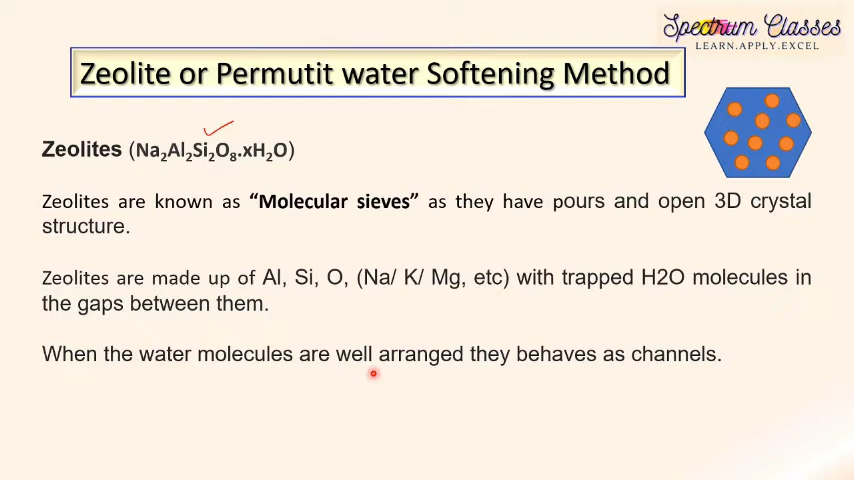 Spectrum Classes
LEARN.APPLY.EXCEL
Zeolite or Permutit water Softening Method
Zeolites (Na₂Al₂Si₂O₈.xH₂O)
Zeolites are known as “Molecular sieves” as they have pours and open 3D crystal
structure.
Zeolites are made up of Al, Si, O, (Na/ K/ Mg, etc) with trapped H2O molecules in
the gaps between them.
When the water molecules are well arranged they behaves as channels.